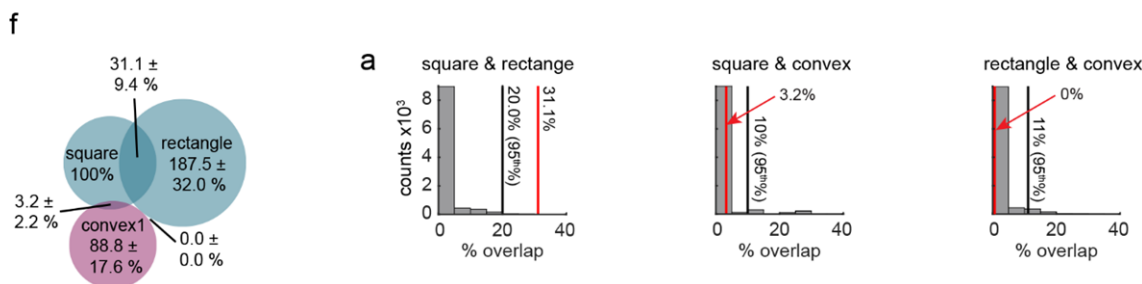 f
31.1 ±
9.4 %
square
100%
rectangle
187.5 ±
32.0 %
3.2 ±
2.2 %
convex1
88.8 ±
17.6 %
0.0 ±
0.0 %
a
square & rectange
counts x10³
8
6
4
2
0
20.0% (95th%)
31.1%
0 20 40
% overlap
square & convex
3.2%
10% (95th%)
0 20 40
% overlap
rectangle & convex
0%
11% (95th%)
0 20 40
% overlap